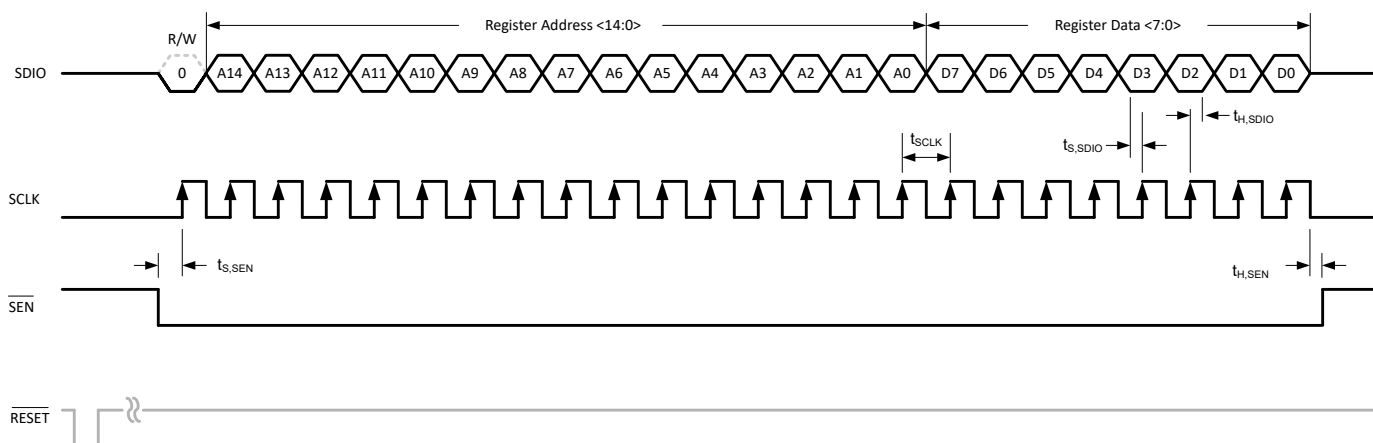 Register Address <14:0>
Register Data <7:0>
R/W
SDIO
0 A14 A13 A12 A11 A10 A9 A8 A7 A6 A5 A4 A3 A2 A1 A0 D7 D6 D5 D4 D3 D2 D1 D0
tH,SDIO
tSCLK
tS,SDIO
SCLK
tS,SEN
tH,SEN
SEN
RESET